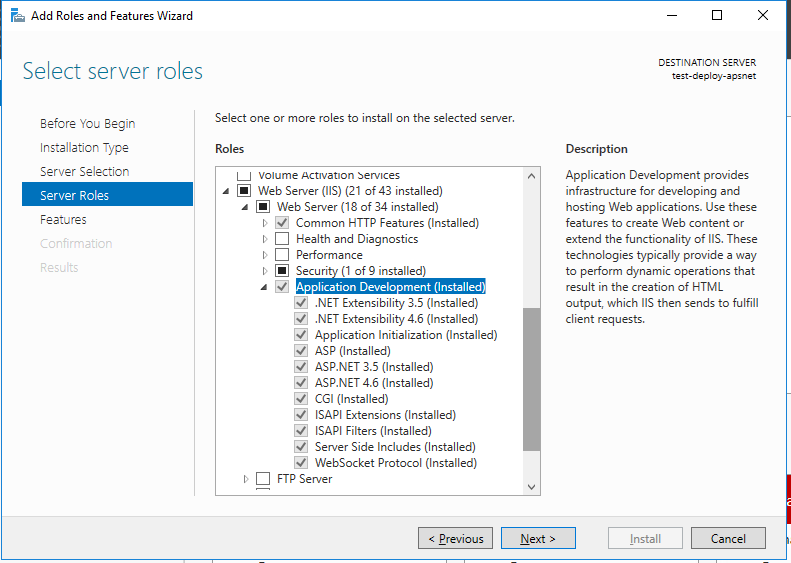 Add Roles and Features Wizard
Select server roles
DESTINATION SERVER
test-deploy-apsnet
Before You Begin
Installation Type
Server Selection
Server Roles
Features
Confirmation
Results
Select one or more roles to install on the selected server.
Roles
Volume Activation Services
Web Server (IIS) (21 of 43 installed)
Web Server (18 of 34 installed)
Common HTTP Features (Installed)
Health and Diagnostics
Performance
Security (1 of 9 installed)
Application Development (Installed)
.NET Extensibility 3.5 (Installed)
.NET Extensibility 4.6 (Installed)
Application Initialization (Installed)
ASP (Installed)
ASP.NET 3.5 (Installed)
ASP.NET 4.6 (Installed)
CGI (Installed)
ISAPI Extensions (Installed)
ISAPI Filters (Installed)
Server Side Includes (Installed)
WebSocket Protocol (Installed)
FTP Server
Description
Application Development provides
infrastructure for developing and
hosting Web applications. Use these
features to create Web content or
extend the functionality of IIS. These
technologies typically provide a way
to perform dynamic operations that
result in the creation of HTML
output, which IIS then sends to fulfill
client requests.
< Previous
Next >
Install
Cancel